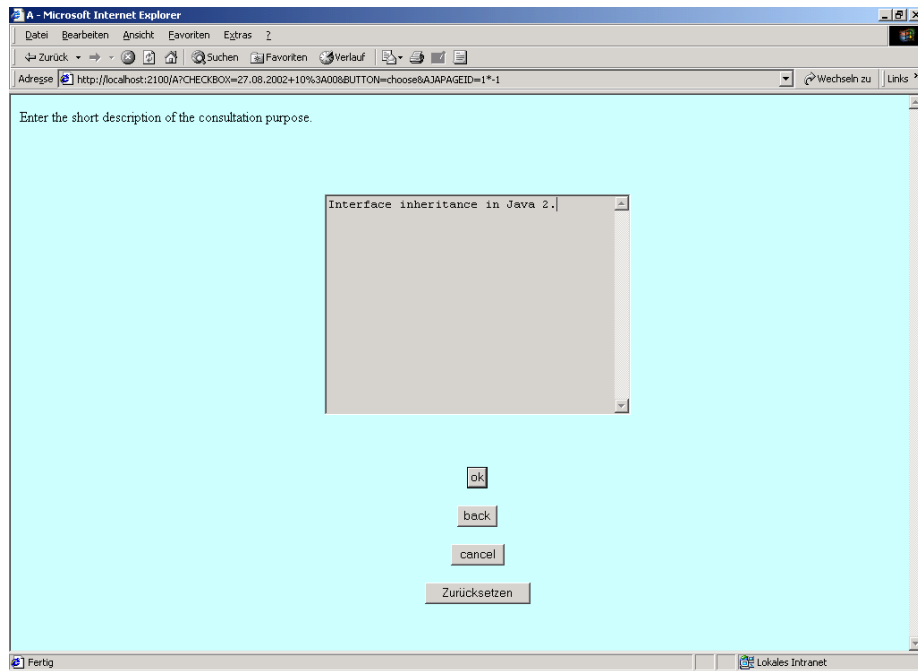 A - Microsoft Internet Explorer
Datei Bearbeiten Ansicht Favoriten Extras ?
Zurück Suchen Favoriten Verlauf
Adresse http://localhost:2100/A?CHECKBOX=27.08.2002+10%3A00&BUTTON=choose&AJAPAGEID=1*-1 Wechseln zu Links »
Enter the short description of the consultation purpose.
Interface inheritance in Java 2.
ok
back
cancel
Zurücksetzen
Fertig Lokales Intranet